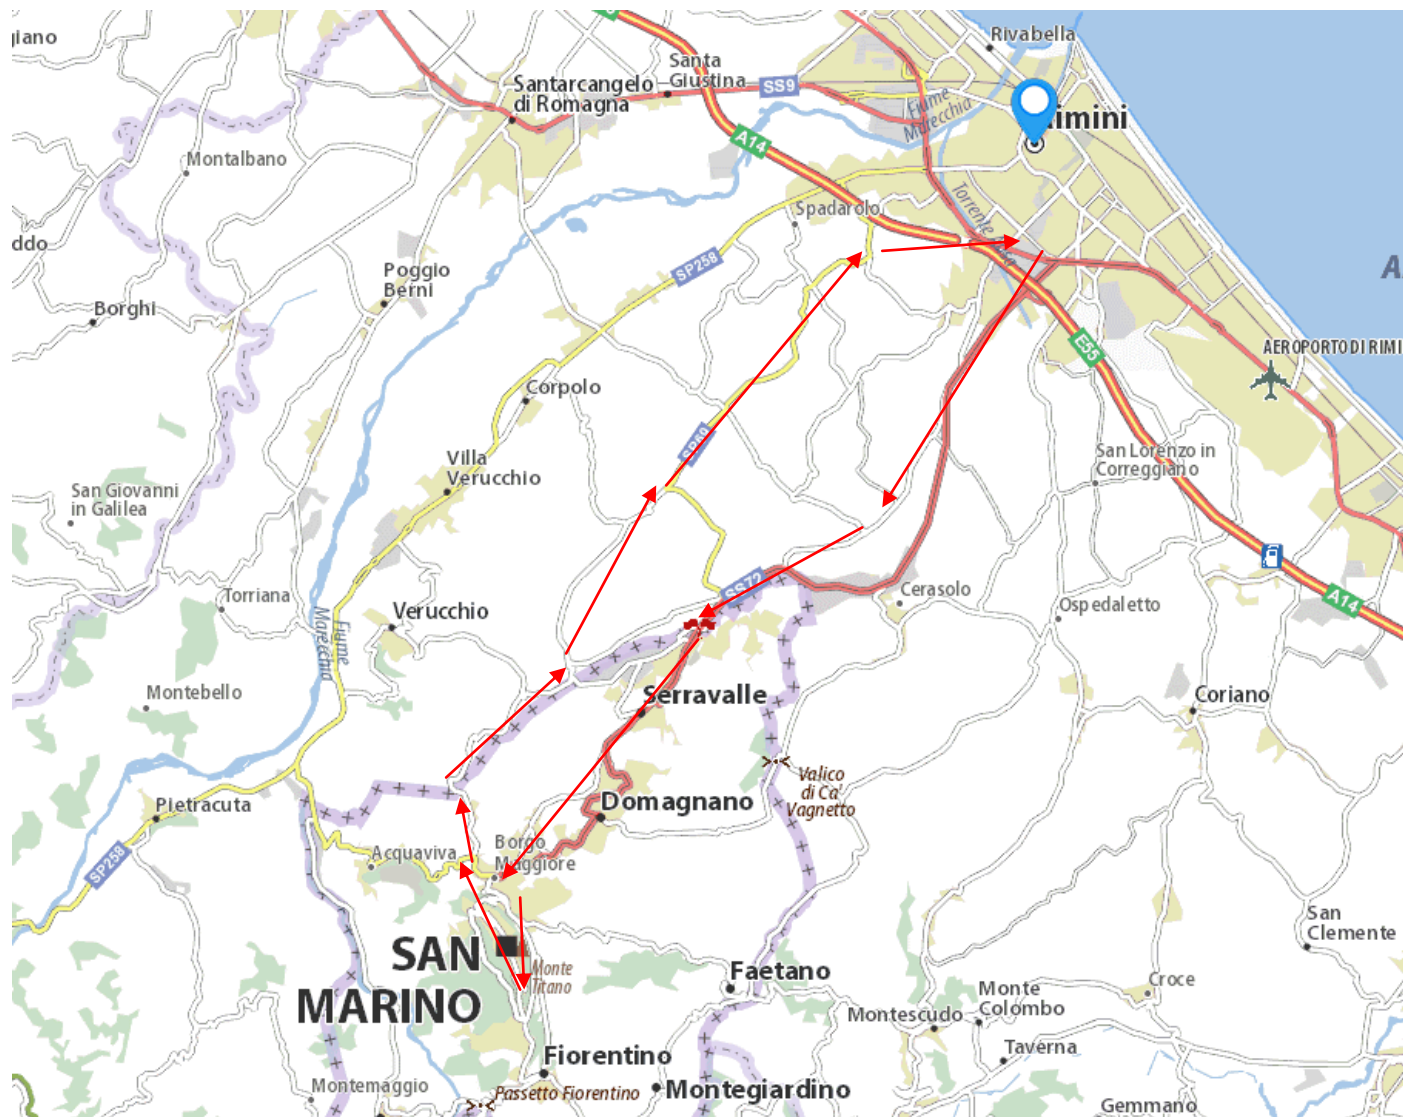 Rivabella
Santa
Giustina
Santarcangelo
di Romagna
SS9
Fiume
Marecchia
A14
Montalbano
Torrente
Spadarolo
SP258
Poggio
Berni
Borghi
E55
AEROPORTO DI RIMI
Corpolo
SP69
Villa
Verucchio
San Lorenzo in
Correggiano
San Giovanni
in Galilea
SS72
Torriana
Cerasolo
Ospedaletto
A14
Verucchio
Fiume
Marecchia
Montebello
Serravalle
Coriano
Valico
di Ca'
Vagnetto
Pietracuta
Domagnano
Borgo
Maggiore
Acquaviva
SP258
San
Clemente
SAN
MARINO
Monte
Titano
Faetano
Croce
Monte
Colombo
Montescudo
Taverna
Fiorentino
Montemaggio
Passetto Fiorentino
Montegiardino
Gemmano